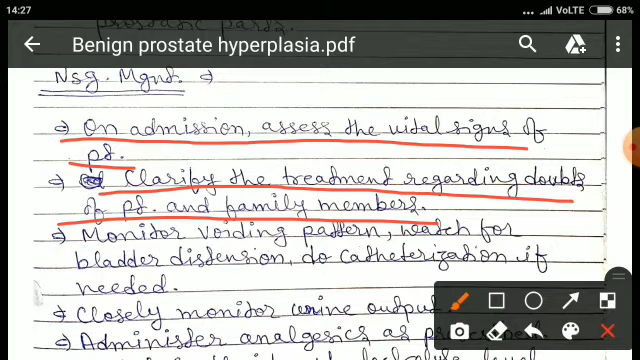 14:27
VoLTE
68%
prostatic parts.
Benign prostate hyperplasia.pdf
Nsg. Mgnt. ⇒
⇒ On admission, assess the vital signs of
pt.
⇒ Clarify the treatment regarding doubts
of pt. and family members.
⇒ Monitor voiding pattern, watch for
bladder distension, do catheterization if
needed.
⇒ Closely monitor urine output
⇒ Administer analgesics as